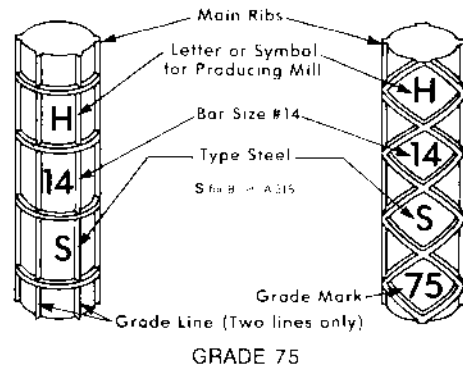 Main Ribs
Letter or Symbol
for Producing Mill
H
H
Bar Size #14
14
14
Type Steel
S for
S
S
75
Grade Mark
Grade Line (Two lines only)
GRADE 75